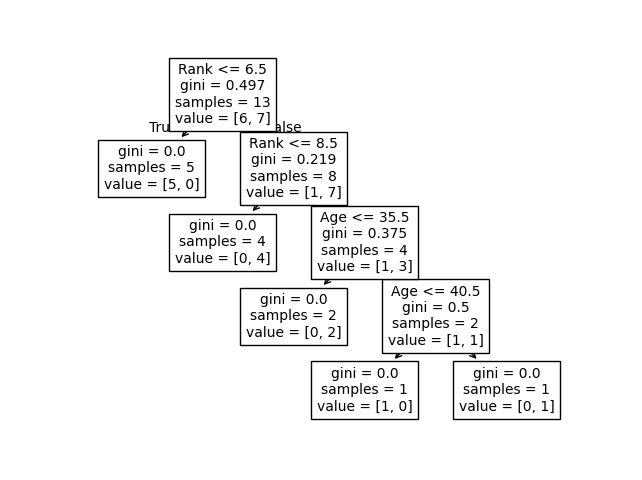 Rank <= 6.5
gini = 0.497
samples = 13
value = [6, 7]
gini = 0.0
samples = 5
value = [5, 0]
Rank <= 8.5
gini = 0.219
samples = 8
value = [1, 7]
gini = 0.0
samples = 4
value = [0, 4]
Age <= 35.5
gini = 0.375
samples = 4
value = [1, 3]
gini = 0.0
samples = 2
value = [0, 2]
Age <= 40.5
gini = 0.5
samples = 2
value = [1, 1]
gini = 0.0
samples = 1
value = [1, 0]
gini = 0.0
samples = 1
value = [0, 1]